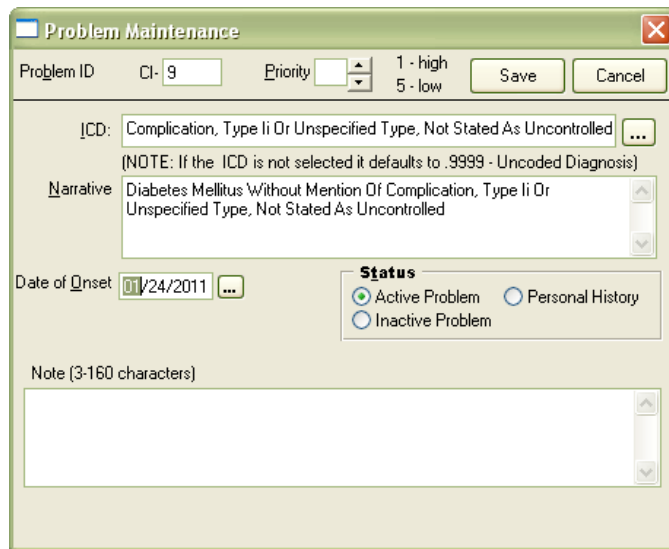 Problem Maintenance
Problem ID CI- 9 Priority 1 - high
5 - low Save Cancel
ICD: Complication, Type Ii Or Unspecified Type, Not Stated As Uncontrolled ...
(NOTE: If the ICD is not selected it defaults to .9999 - Uncoded Diagnosis)
Narrative Diabetes Mellitus Without Mention Of Complication, Type Ii Or
Unspecified Type, Not Stated As Uncontrolled
Date of Onset 01/24/2011 ...
Status
Active Problem Personal History
Inactive Problem
Note (3-160 characters)